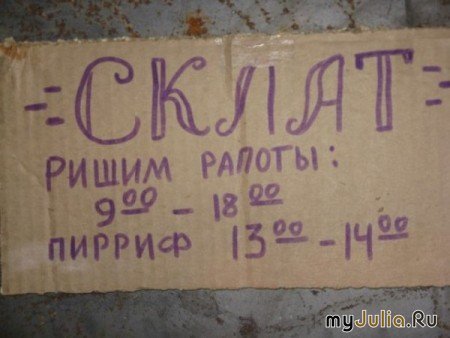 =СКЛАТ=
РИШИМ РАПОТЫ:
9⁰⁰ - 18⁰⁰
ПИРРИФ 13⁰⁰ - 14⁰⁰
myJulia.Ru